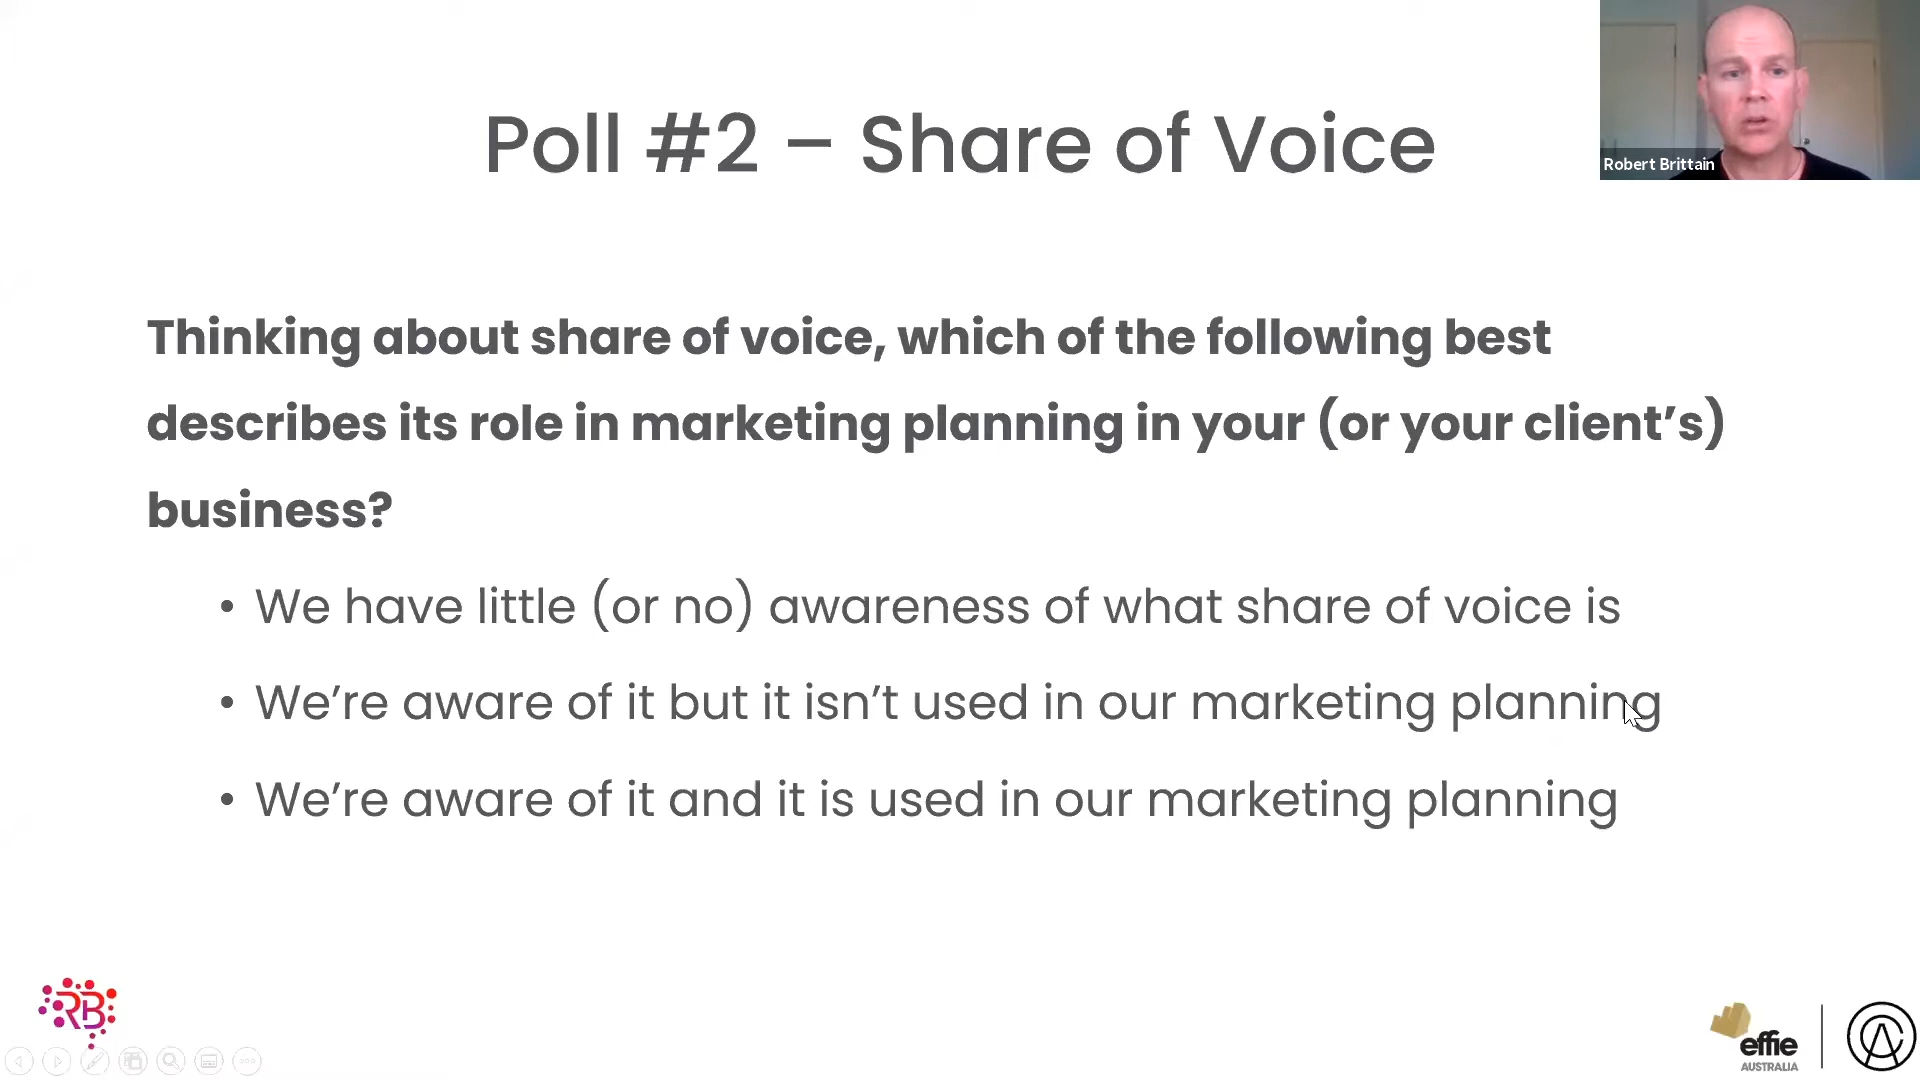 Poll #2 – Share of Voice
Robert Brittain
Thinking about share of voice, which of the following best
describes its role in marketing planning in your (or your client’s)
business?
• We have little (or no) awareness of what share of voice is
• We’re aware of it but it isn’t used in our marketing planning
• We’re aware of it and it is used in our marketing planning
RB
effie
AUSTRALIA
CA